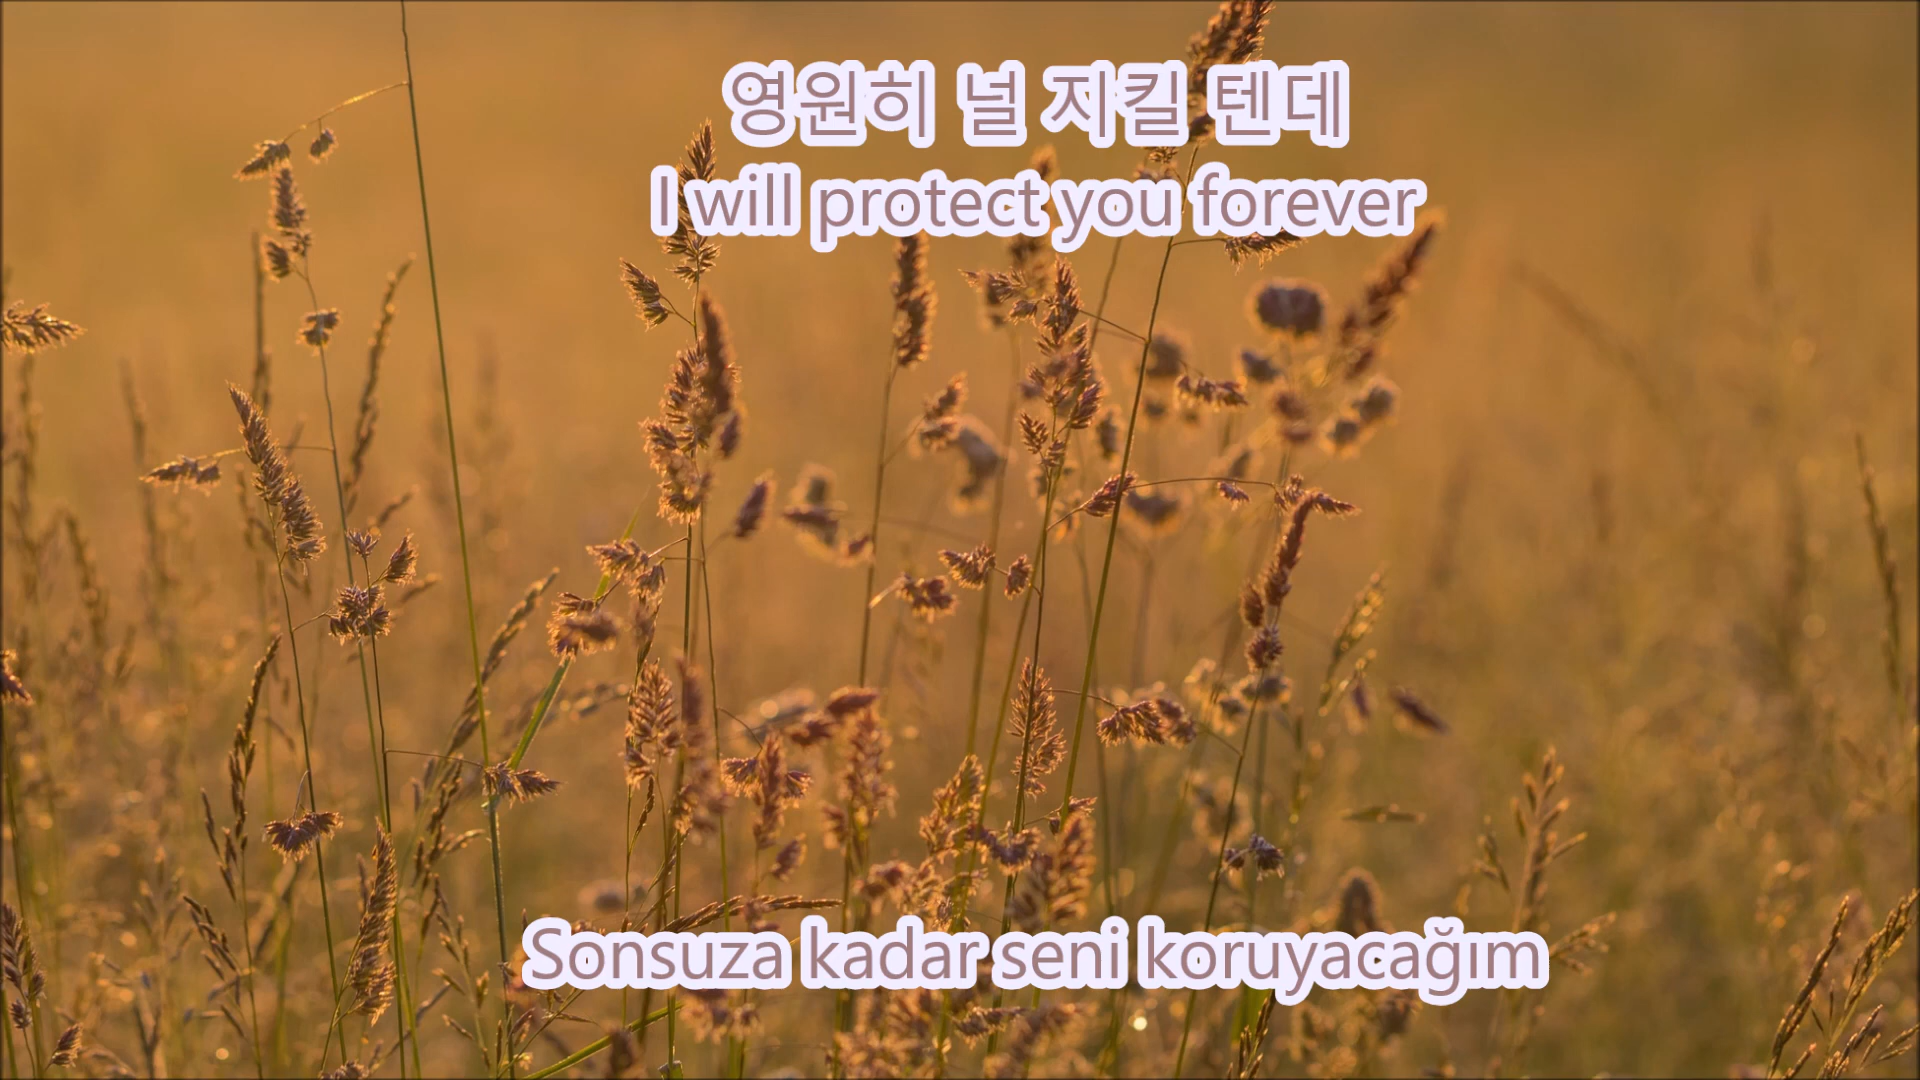 영원히 널 지킬 텐데
I will protect you forever
Sonsuza kadar seni koruyacağım